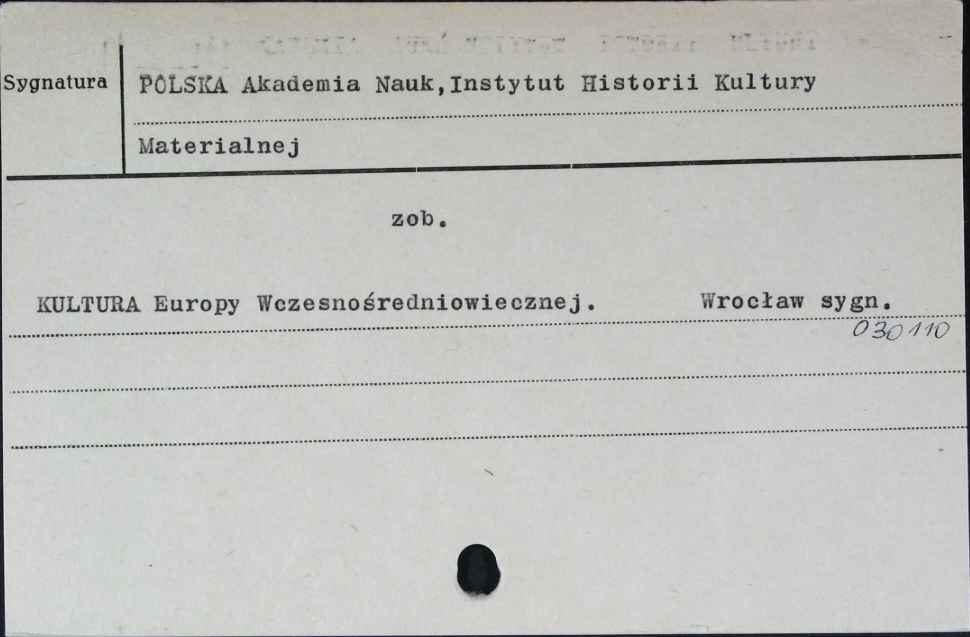 Sygnatura
POLSKA Akademia Nauk,Instytut Historii Kultury
Materialnej
zob.
KULTURA Europy Wczesnośredniowiecznej. Wrocław sygn.
030110